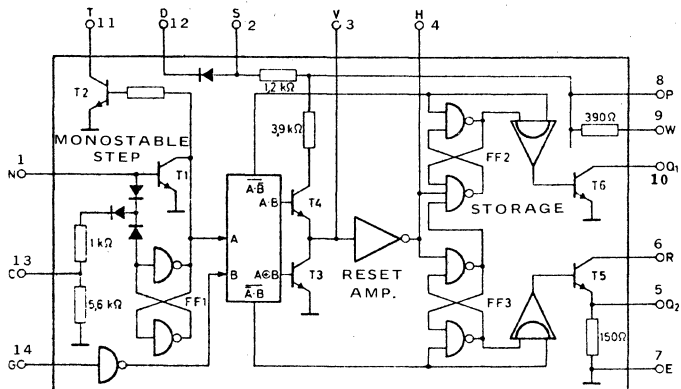 T D S V H
11 12 2 3 4
T2
1,2 kΩ
8
P
3,9 kΩ
390Ω
9
W
MONOSTABLE
STEP
FF2
1
N
T1
Q1
10
A·B
T4
T6
STORAGE
A·B
1 kΩ
A
6
R
13
C
B
A⊙B
T3
RESET
AMP.
T5
5,6 kΩ
FF1
A·B
FF3
5
Q2
14
G
150Ω
7
E